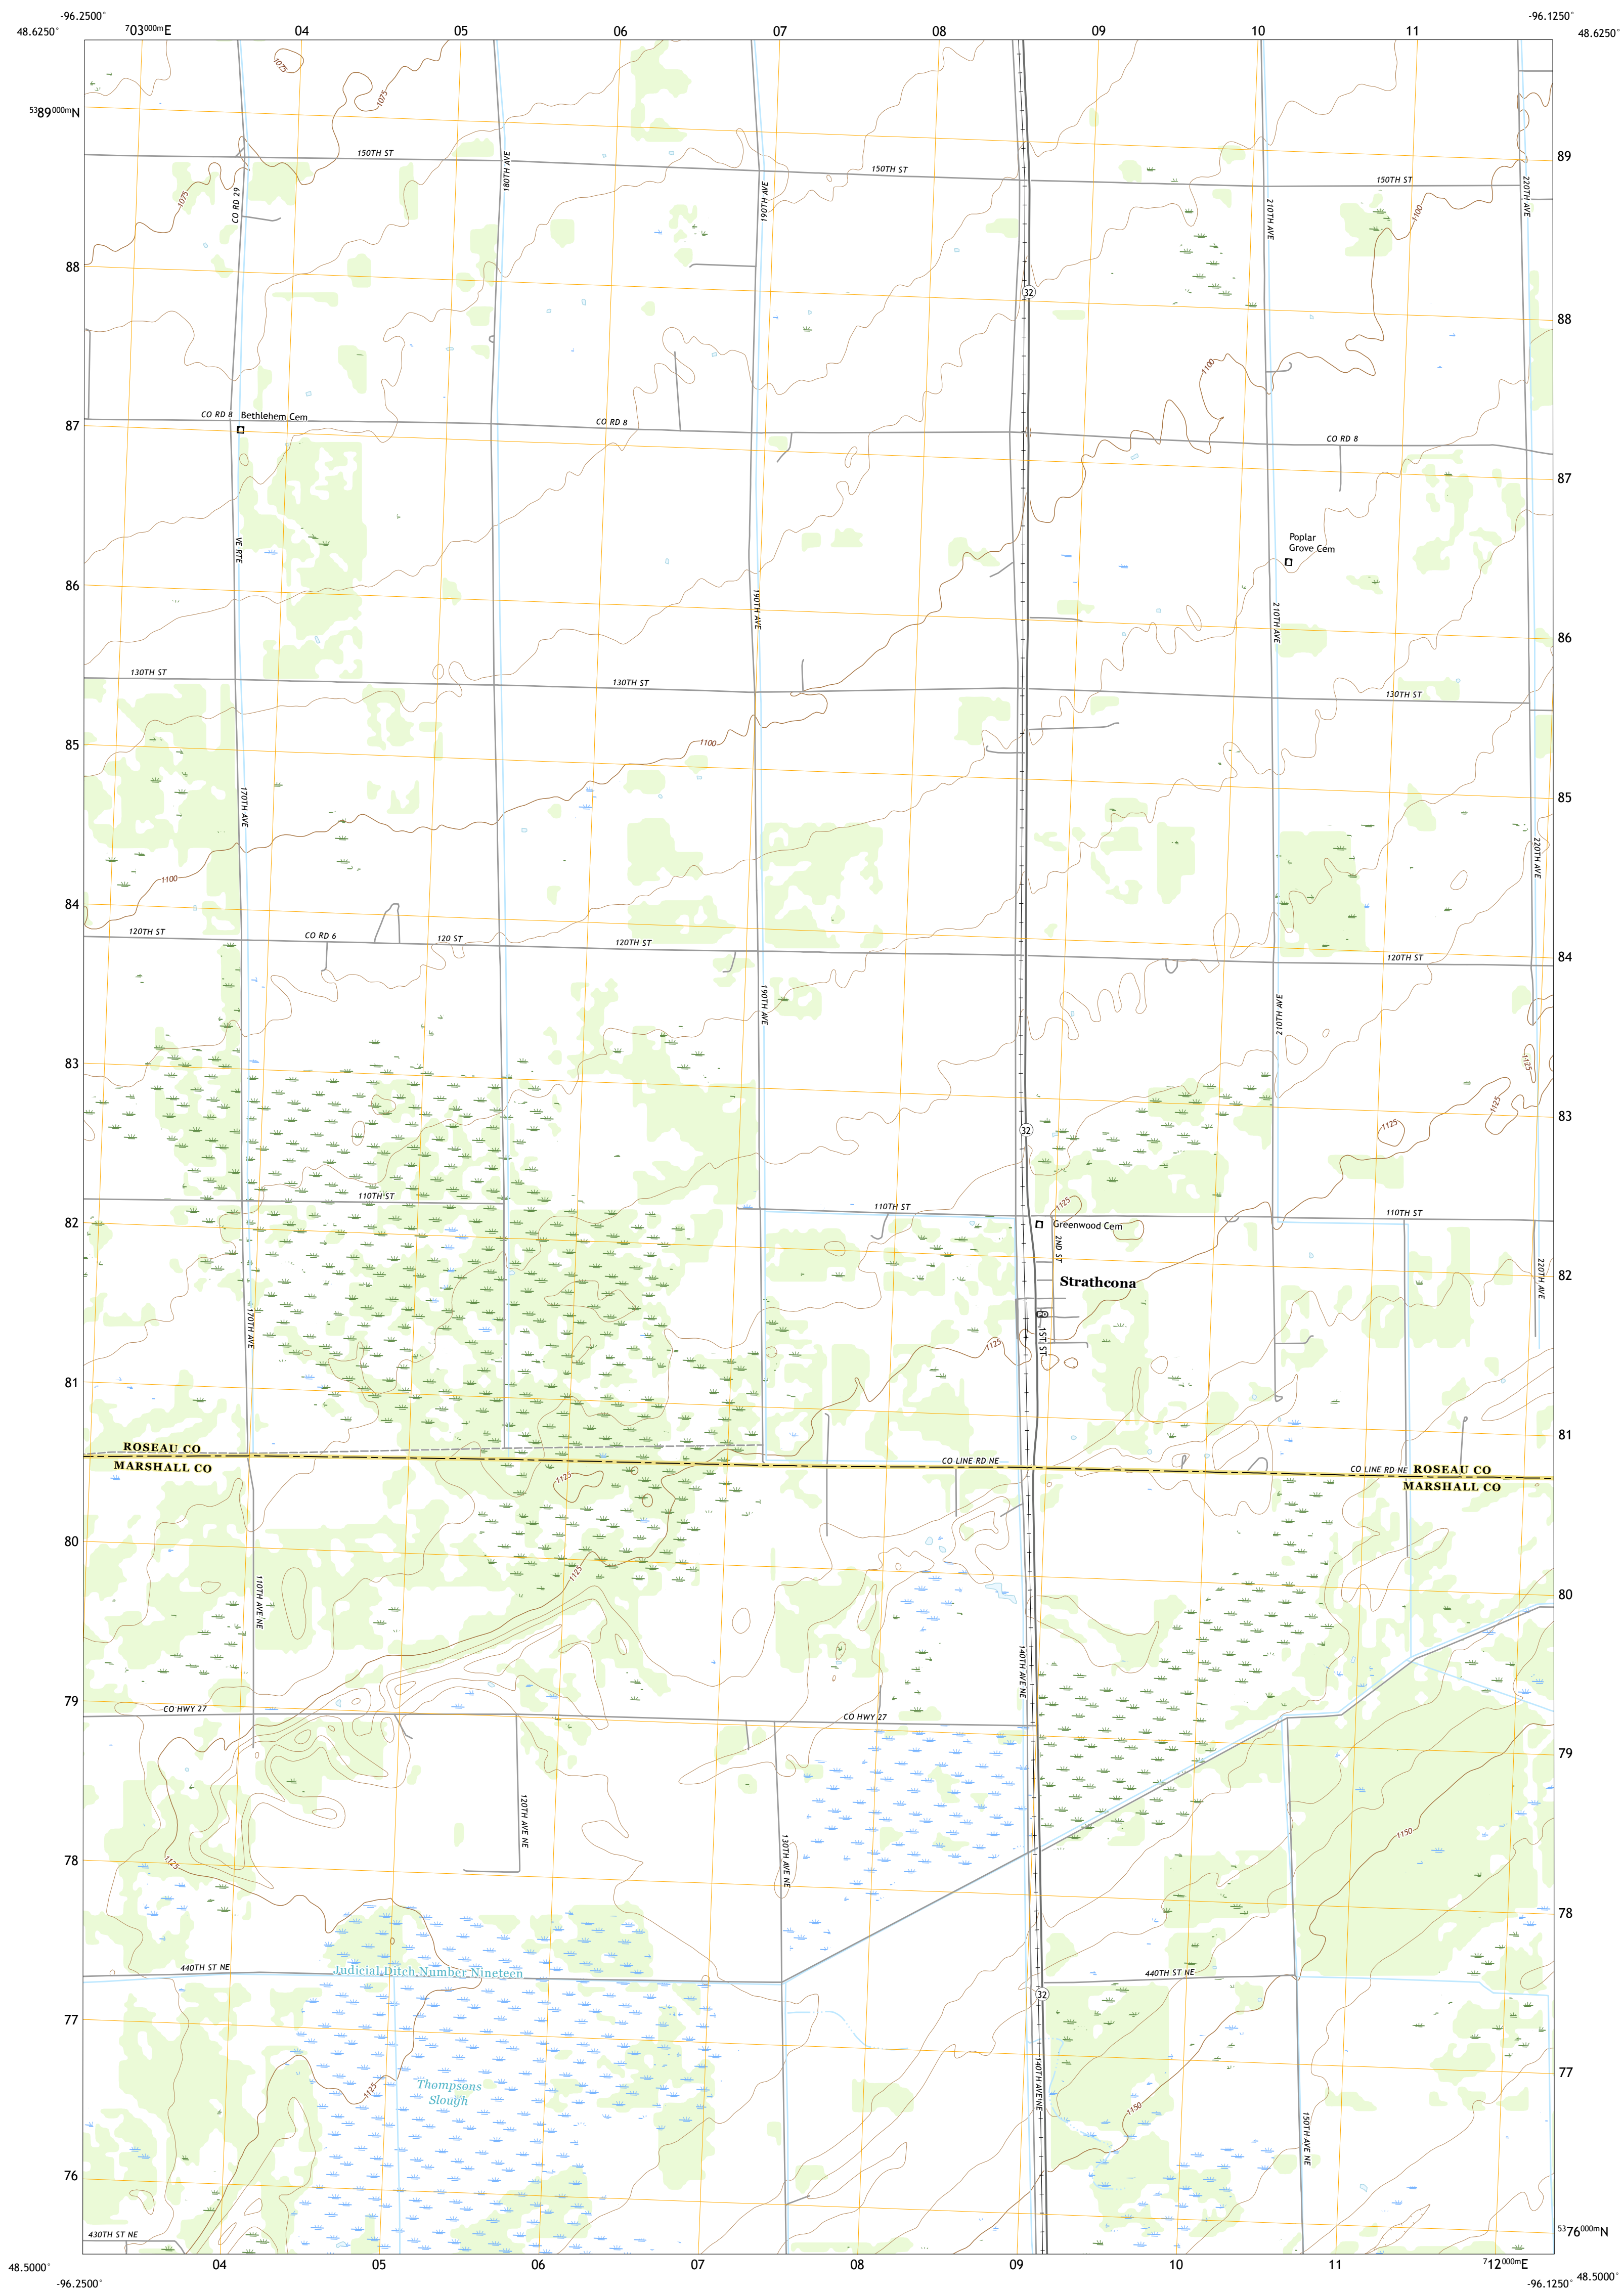 -96.2500°
-96.1250°
48.6250°
703000mE
04
05
06
07
08
09
10
11
48.6250°
5389000mN
1075
1075
150TH ST
180TH AVE
150TH ST
150TH ST
89
1075
CO RD 29
190TH AVE
210TH AVE
220TH AVE
1100
88
32
88
1100
CO RD 8
Bethlehem Cem
CO RD 8
CO RD 8
87
87
VE RTE
Poplar
Grove Cem
86
190TH AVE
210TH AVE
86
130TH ST
130TH ST
130TH ST
85
1100
170TH AVE
85
220TH AVE
1100
84
120TH ST
CO RD 6
120 ST
120TH ST
120TH ST
84
190TH AVE
210TH AVE
83
1125
1125
1125
83
32
110TH ST
110TH ST
1125
110TH ST
82
Greenwood Cem
2ND ST
Strathcona
82
220TH AVE
170TH AVE
PO
1ST ST
1125
81
81
ROSEAU CO
MARSHALL CO
CO LINE RD NE
CO LINE RD NE
ROSEAU CO
MARSHALL CO
1125
80
1125
110TH AVE NE
80
140TH AVE NE
79
CO HWY 27
CO HWY 27
79
120TH AVE NE
1150
78
1125
130TH AVE NE
78
440TH ST NE
Judicial Ditch Number Nineteen
440TH ST NE
32
77
77
Thompsons
Slough
1125
140TH AVE NE
1150
150TH AVE NE
76
430TH ST NE
5376000mN
48.5000°
04
05
06
07
08
09
10
11
712000mE
48.5000°
-96.2500°
-96.1250°